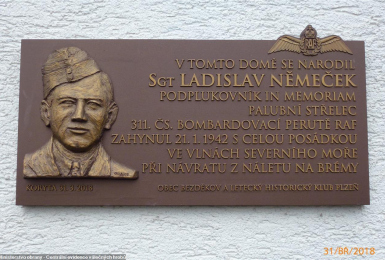 RAF
V TOMTO DOMĚ SE NARODIL
SGT LADISLAV NĚMEČEK
PODPLUKOVNÍK IN MEMORIAM
PALUBNÍ STŘELEC
311. ČS. BOMBARDOVACÍ PERUTĚ RAF
ZAHYNUL 21.1.1942 S CELOU POSÁDKOU
VE VLNÁCH SEVERNÍHO MOŘE
PŘI NÁVRATU Z NÁLETU NA BRÉMY
OBEC BEZDĚKOV A LETECKÝ HISTORICKÝ KLUB PLZEŇ
31/08/2018